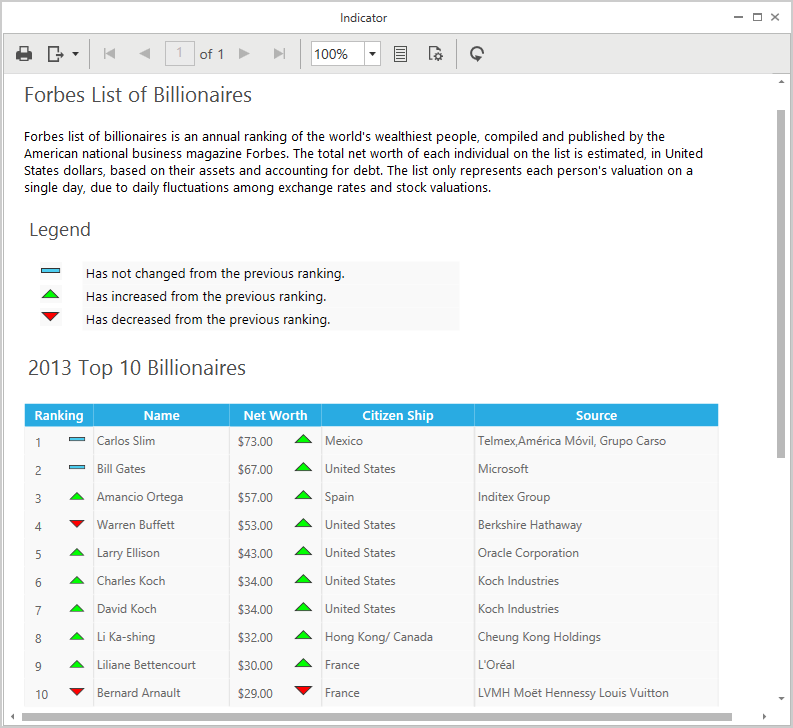 Indicator
1 of 1 100%
Forbes List of Billionaires
Forbes list of billionaires is an annual ranking of the world's wealthiest people, compiled and published by the
American national business magazine Forbes. The total net worth of each individual on the list is estimated, in United
States dollars, based on their assets and accounting for debt. The list only represents each person's valuation on a
single day, due to daily fluctuations among exchange rates and stock valuations.
Legend
Has not changed from the previous ranking.
Has increased from the previous ranking.
Has decreased from the previous ranking.
2013 Top 10 Billionaires
Ranking Name Net Worth Citizen Ship Source
1 Carlos Slim $73.00 Mexico Telmex,América Móvil, Grupo Carso
2 Bill Gates $67.00 United States Microsoft
3 Amancio Ortega $57.00 Spain Inditex Group
4 Warren Buffett $53.00 United States Berkshire Hathaway
5 Larry Ellison $43.00 United States Oracle Corporation
6 Charles Koch $34.00 United States Koch Industries
7 David Koch $34.00 United States Koch Industries
8 Li Ka-shing $32.00 Hong Kong/ Canada Cheung Kong Holdings
9 Liliane Bettencourt $30.00 France L'Oréal
10 Bernard Arnault $29.00 France LVMH Moët Hennessy Louis Vuitton